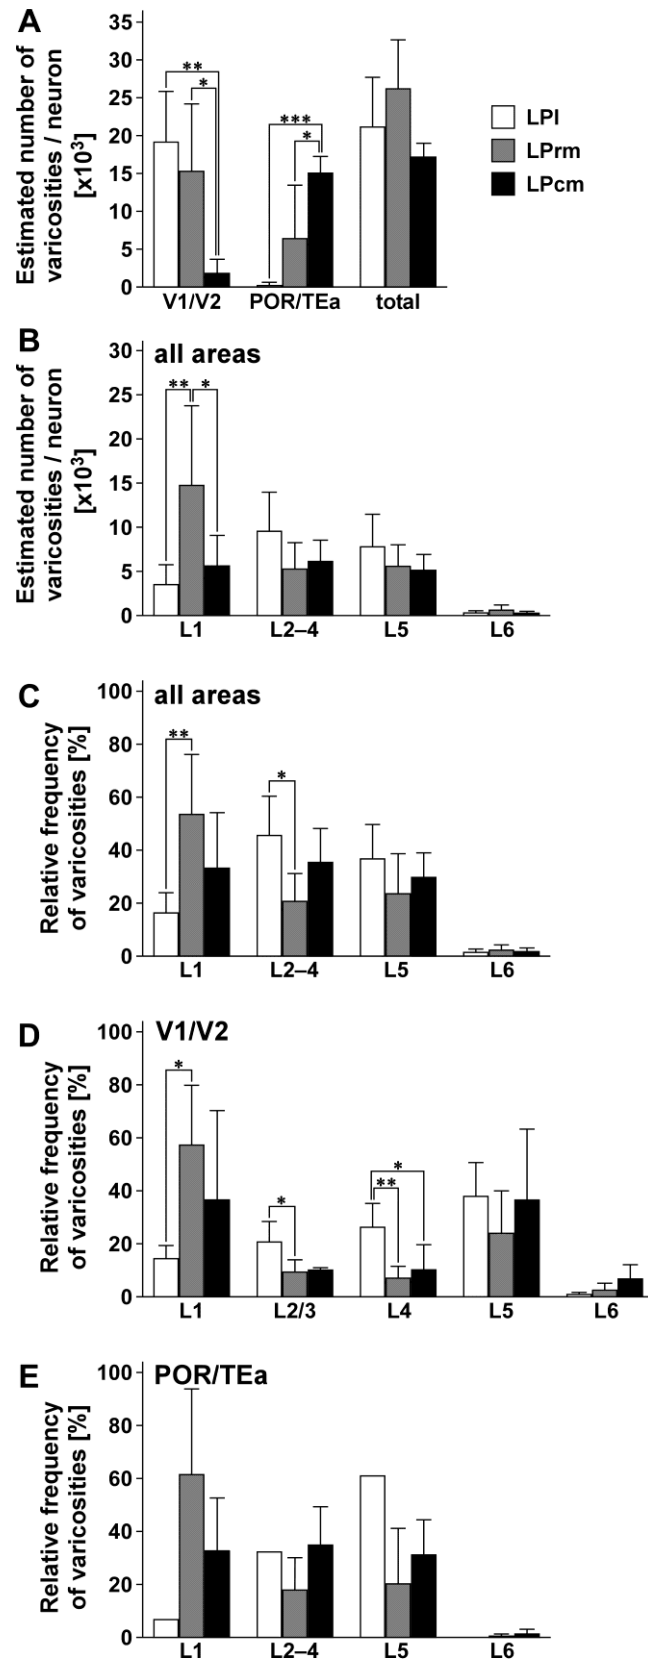 A
Estimated number of
varicosities / neuron
[x10³]
35
30
25
20
15
10
5
0
**
*
***
*
V1/V2 POR/TEa total
LPl
LPrm
LPcm
B
all areas
Estimated number of
varicosities / neuron
[x10³]
30
25
20
15
10
5
0
** *
L1 L2–4 L5 L6
C
all areas
Relative frequency
of varicosities [%]
100
80
60
40
20
0
**
*
L1 L2–4 L5 L6
D
V1/V2
Relative frequency
of varicosities [%]
100
80
60
40
20
0
*
*
*
**
L1 L2/3 L4 L5 L6
E
POR/TEa
Relative frequency
of varicosities [%]
100
80
60
40
20
0
L1 L2–4 L5 L6